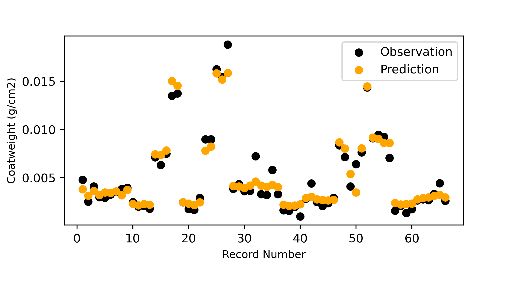 Observation
Prediction
0.015
0.010
0.005
Coatweight (g/cm2)
0
10
20
30
40
50
60
Record Number